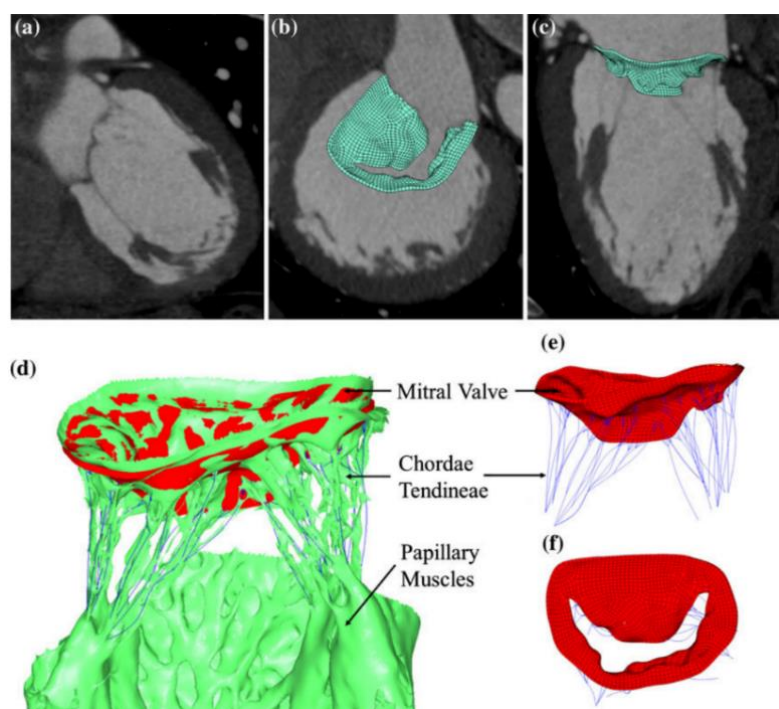 (a)
(b)
(c)
(d)
(e)
Mitral Valve
Chordae
Tendineae
Papillary
Muscles
(f)